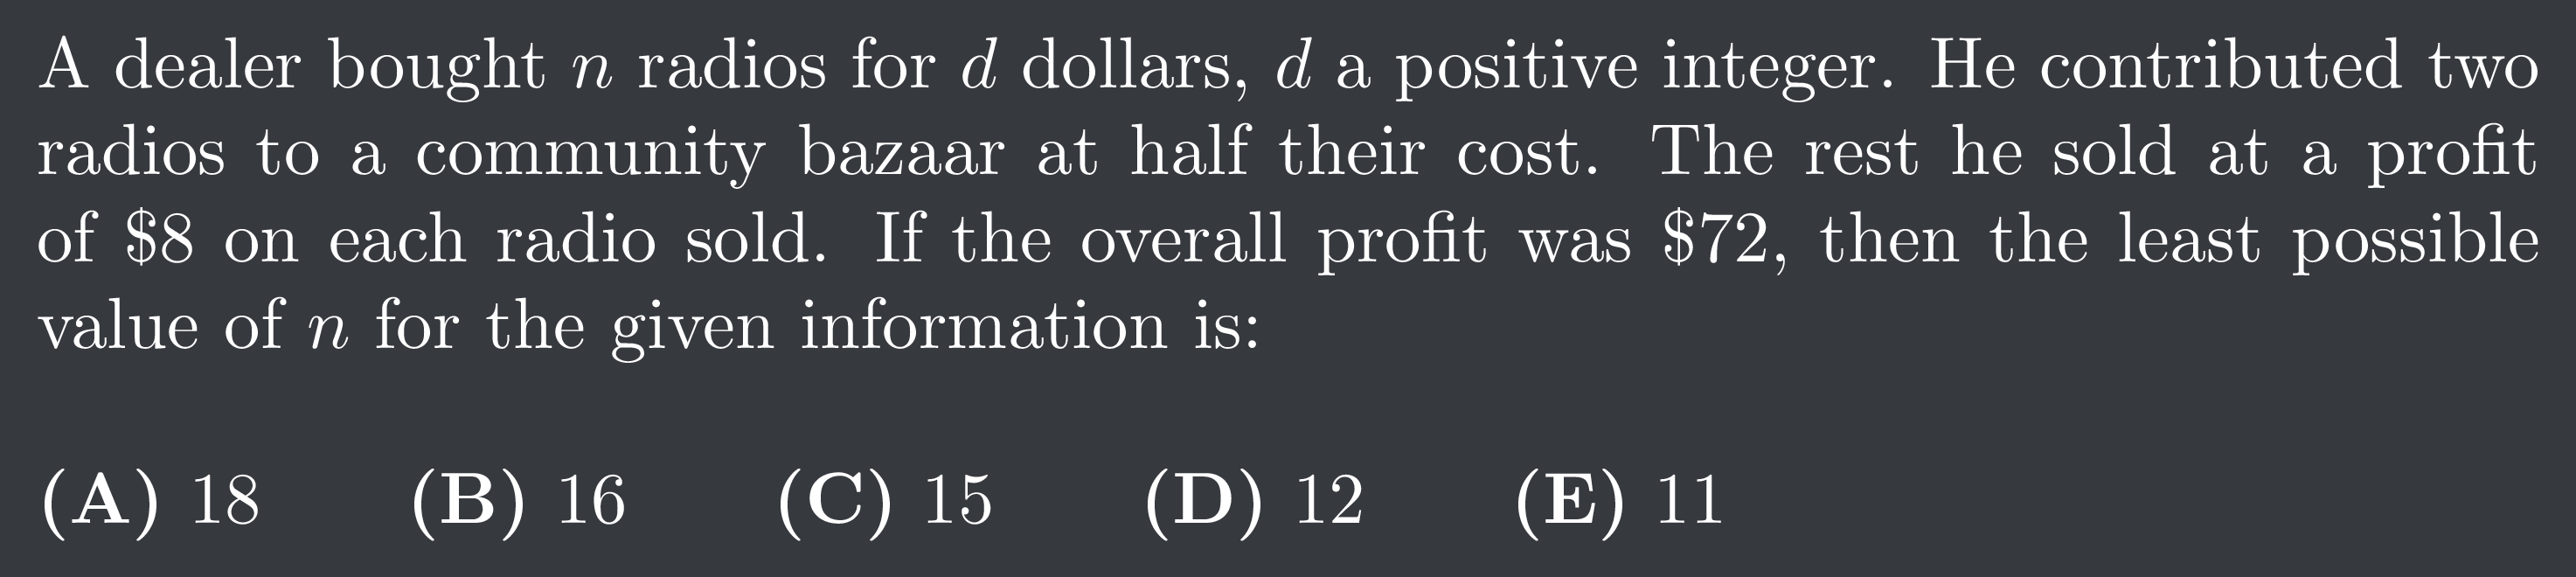 A dealer bought n radios for d dollars, d a positive integer. He contributed two
radios to a community bazaar at half their cost. The rest he sold at a profit
of $8 on each radio sold. If the overall profit was $72, then the least possible
value of n for the given information is:
(A) 18 (B) 16 (C) 15 (D) 12 (E) 11